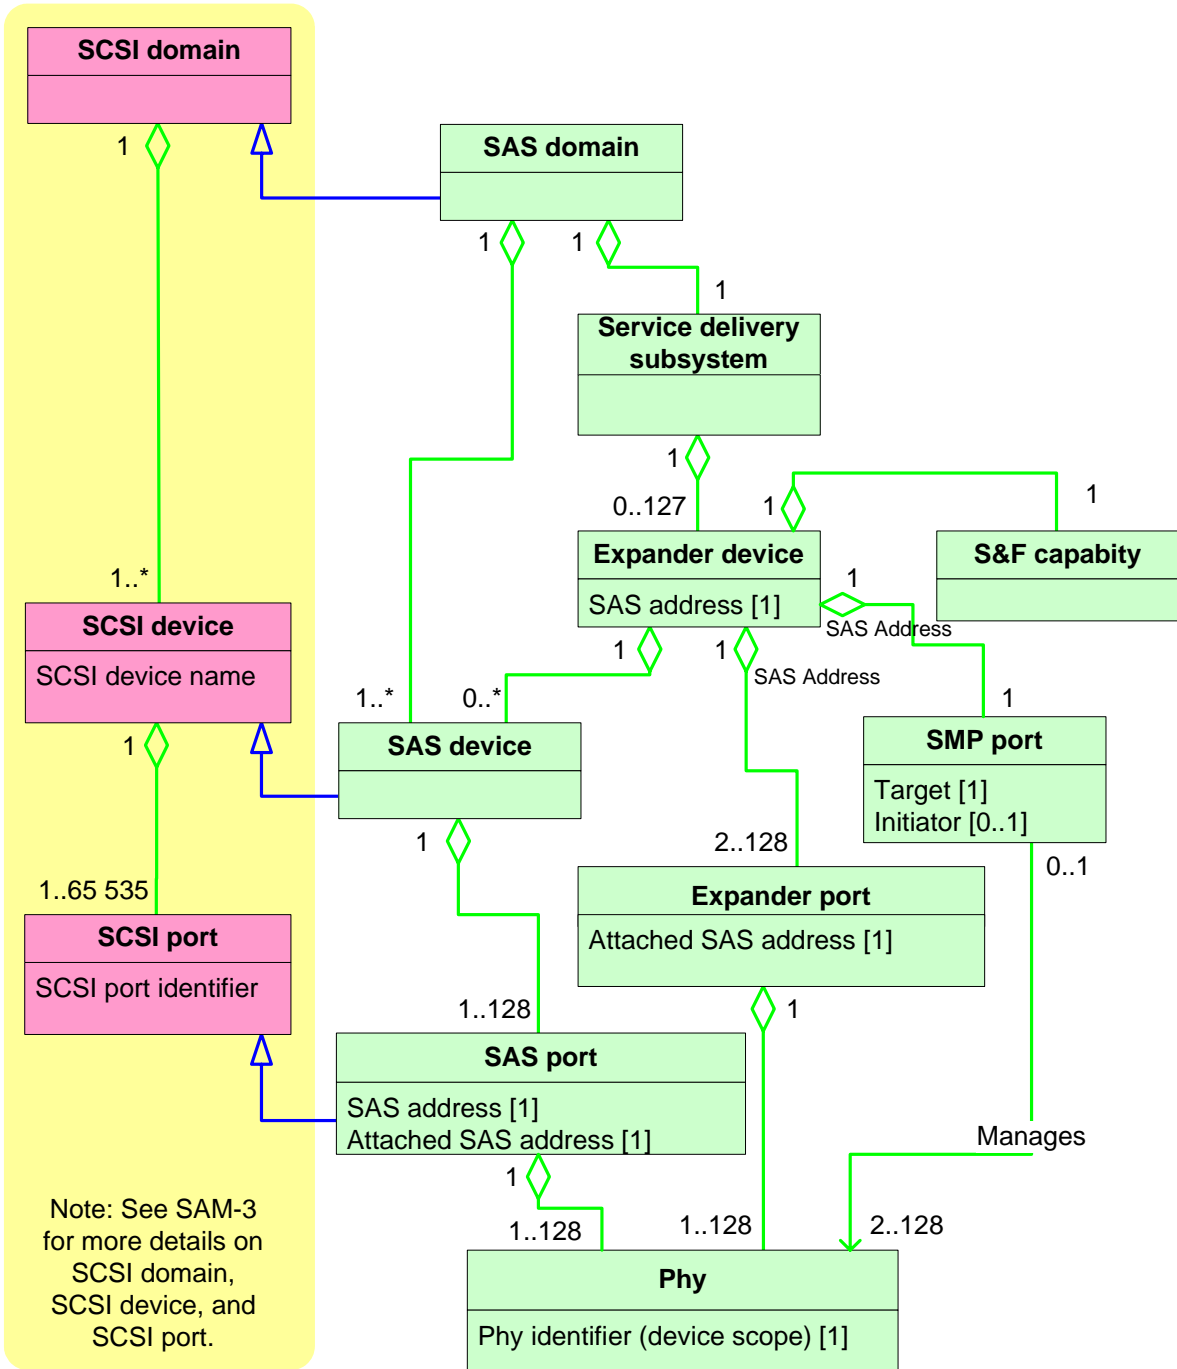 SCSI domain
1
SAS domain
1
1
1
Service delivery
subsystem
1
0..127
1
1
Expander device
SAS address [1]
S&F capabity
1
SAS Address
1..*
SCSI device
SCSI device name
1
1
1
SAS Address
1..*
0..*
SAS device
1
SMP port
Target [1]
Initiator [0..1]
1
2..128
0..1
1..65 535
SCSI port
SCSI port identifier
Expander port
Attached SAS address [1]
1..128
1
SAS port
SAS address [1]
Attached SAS address [1]
Manages
1
1..128
1..128
2..128
Phy
Phy identifier (device scope) [1]
Note: See SAM-3
for more details on
SCSI domain,
SCSI device, and
SCSI port.